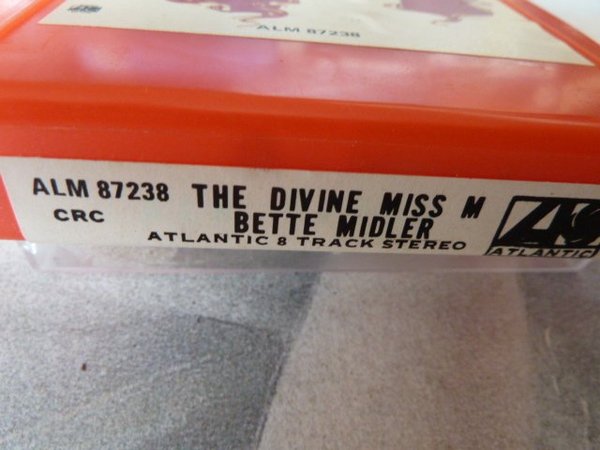 ALM 87238
ALM 87238 THE DIVINE MISS M
CRC BETTE MIDLER
ATLANTIC 8 TRACK STEREO
ATLANTIC